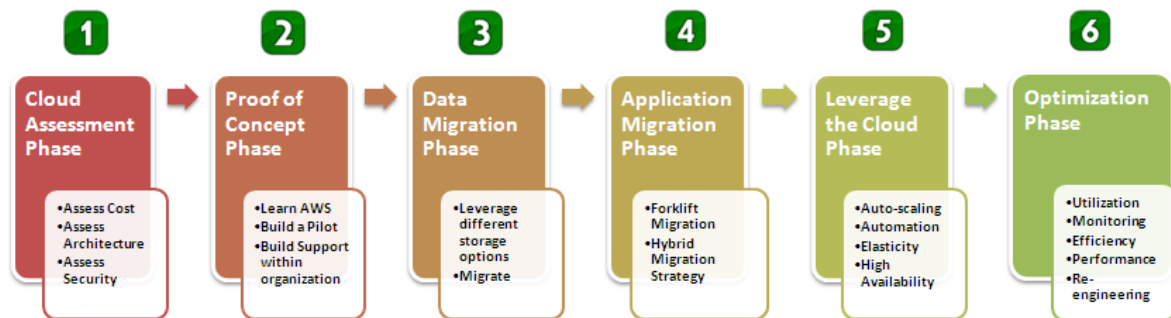 1
Cloud
Assessment
Phase
•Assess Cost
•Assess
Architecture
•Assess
Security
2
Proof of
Concept
Phase
•Learn AWS
•Build a Pilot
•Build Support
within
organization
3
Data
Migration
Phase
•Leverage
different
storage
options
•Migrate
4
Application
Migration
Phase
•Forklift
Migration
•Hybrid
Migration
Strategy
5
Leverage
the Cloud
Phase
•Auto-scaling
•Automation
•Elasticity
•High
Availability
6
Optimization
Phase
•Utilization
•Monitoring
•Efficiency
•Performance
•Re-
engineering